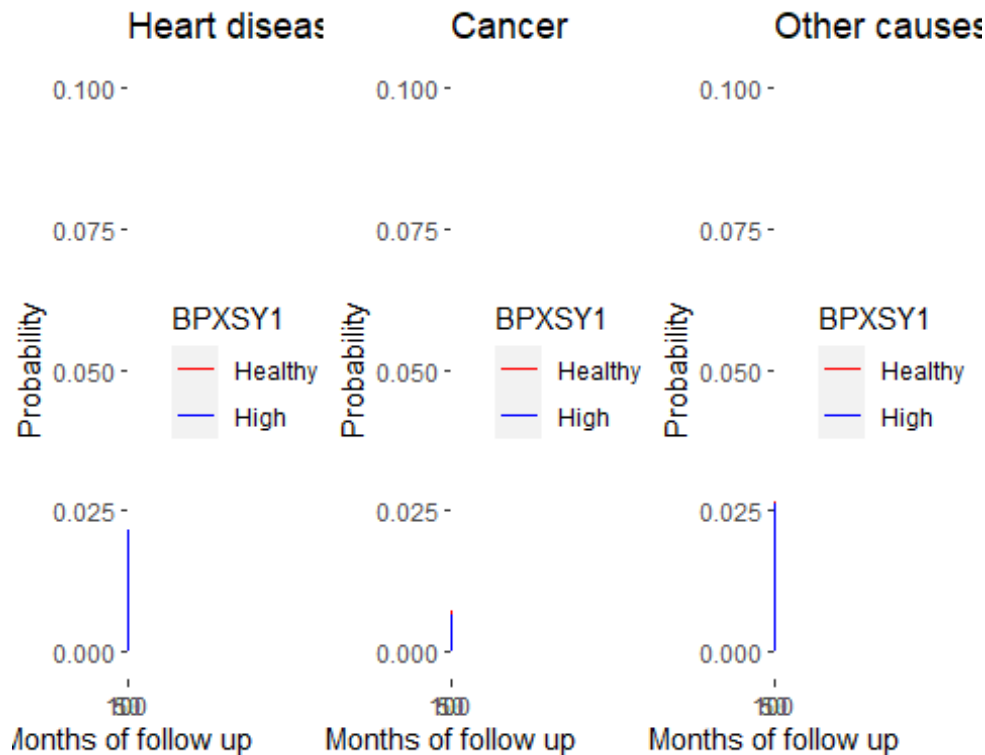 Heart diseas
Cancer
Other causes
0.100
0.075
0.050
0.025
0.000
Probability
BPXSY1
Healthy
High
Months of follow up
0.100
0.075
0.050
0.025
0.000
Probability
BPXSY1
Healthy
High
Months of follow up
0.100
0.075
0.050
0.025
0.000
Probability
BPXSY1
Healthy
High
Months of follow up